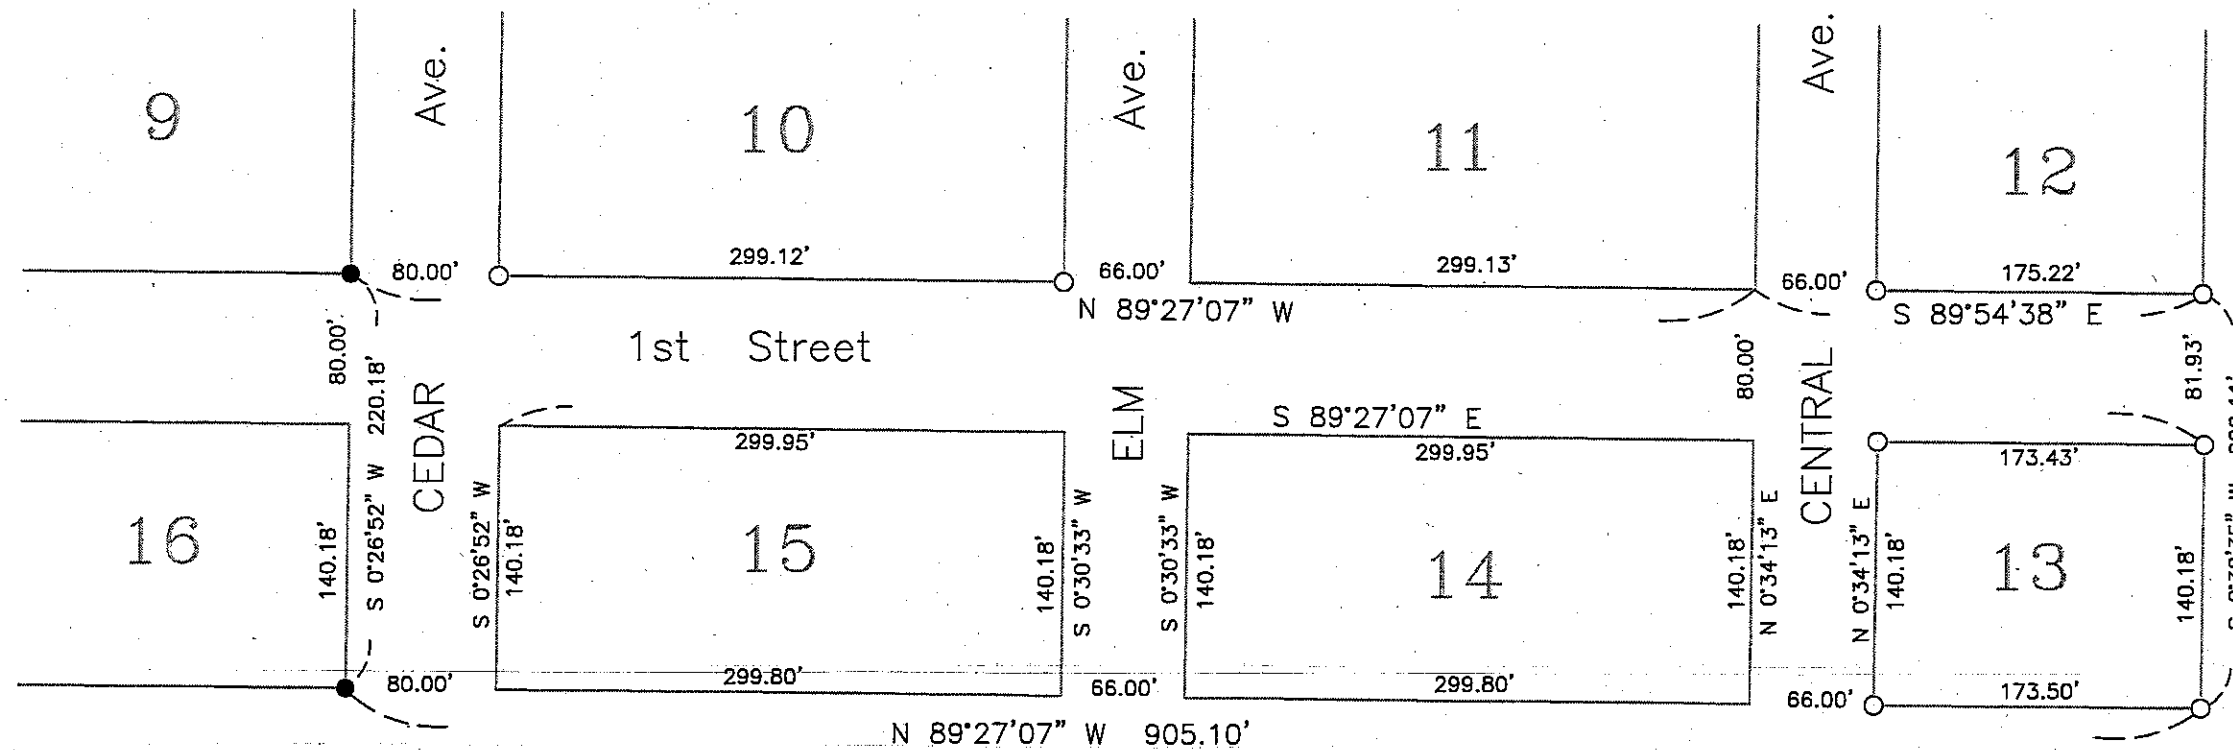 Ave.
Ave.
Ave.
9
10
11
12
80.00'
299.12'
66.00'
299.13'
66.00'
175.22'
N 89°27'07" W
S 89°54'38" E
1st Street
80.00'
220.18'
S 0°26'52" W
CEDAR
ELM
CENTRAL
80.00'
81.93'
S 89°27'07" E
299.95'
299.95'
173.43'
16
15
14
13
140.18'
S 0°26'52" W
140.18'
140.18'
S 0°30'33" W
S 0°30'33" W
140.18'
140.18'
N 0°34'13" E
N 0°34'13" E
140.18'
140.18'
80.00'
299.80'
66.00'
299.80'
66.00'
173.50'
N 89°27'07" W 905.10'